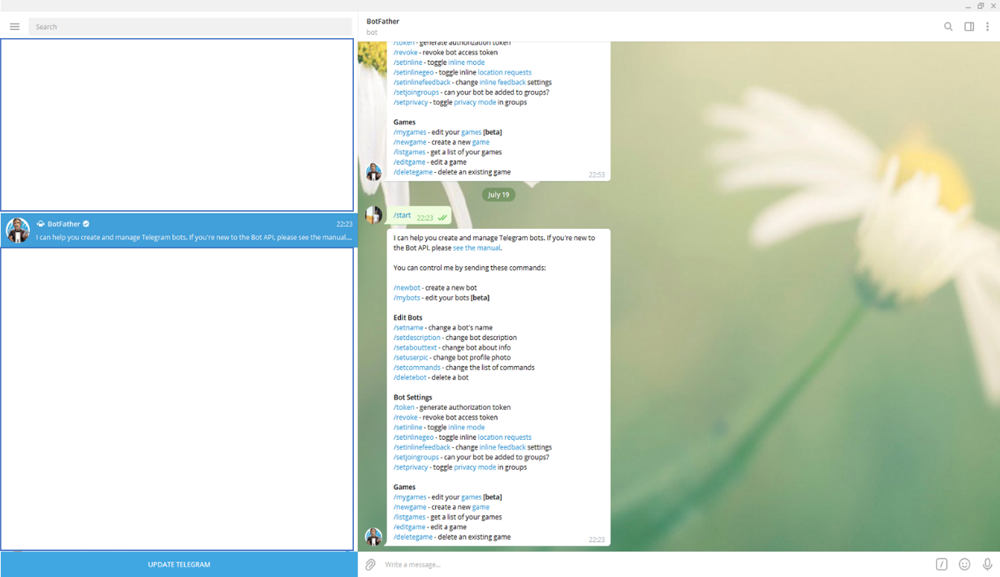 Search
BotFather
22:23
I can help you create and manage Telegram bots. If you're new to the Bot API, please see the manual....
UPDATE TELEGRAM
BotFather
bot
/token - generate authorization token
/revoke - revoke bot access token
/setinline - toggle inline mode
/setinlinegeo - toggle inline location requests
/setinlinefeedback - change inline feedback settings
/setjoingroups - can your bot be added to groups?
/setprivacy - toggle privacy mode in groups
Games
/mygames - edit your games [beta]
/newgame - create a new game
/listgames - get a list of your games
/editgame - edit a game
/deletegame - delete an existing game
22:53
July 19
/start 22:23
I can help you create and manage Telegram bots. If you're new to
the Bot API, please see the manual.
You can control me by sending these commands:
/newbot - create a new bot
/mybots - edit your bots [beta]
Edit Bots
/setname - change a bot's name
/setdescription - change bot description
/setabouttext - change bot about info
/setuserpic - change bot profile photo
/setcommands - change the list of commands
/deletebot - delete a bot
Bot Settings
/token - generate authorization token
/revoke - revoke bot access token
/setinline - toggle inline mode
/setinlinegeo - toggle inline location requests
/setinlinefeedback - change inline feedback settings
/setjoingroups - can your bot be added to groups?
/setprivacy - toggle privacy mode in groups
Games
/mygames - edit your games [beta]
/newgame - create a new game
/listgames - get a list of your games
/editgame - edit a game
/deletegame - delete an existing game
22:23
Write a message...